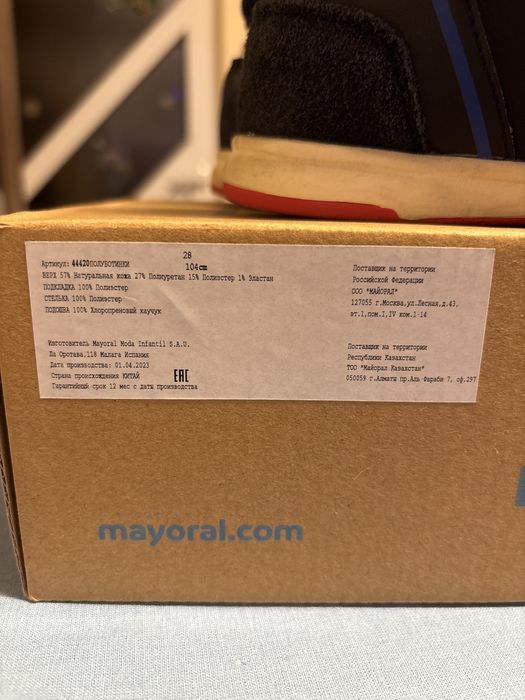 28
104cm
Артикул: 44420ПОЛУБОТИНКИ
ВЕРХ 57% Натуральная кожа 27% Полиуретан 15% Полиэстер 1% Эластан
ПОДКЛАДКА 100% Полиэстер
СТЕЛЬКА 100% Полиэстер
ПОДОШВА 100% Хлоропреновый каучук
Поставщик на территории
Российской Федерации
ООО "МАЙОРАЛ"
127055 г.Москва,ул.Лесная,д.43,
эт.1,пом.I,IV ком.1-14
Изготовитель Mayoral Moda Infantil S.A.U.
Ла Оротава,118 Малага Испания
Дата производства: 01.04.2023
Страна происхождения КИТАЙ
Гарантийный срок 12 мес с даты производства
EAC
Поставщик на территории
Республики Казахстан
ТОО "Майорал Казахстан"
050059 г.Алматы пр.Аль-Фараби 7, оф.297
mayoral.com